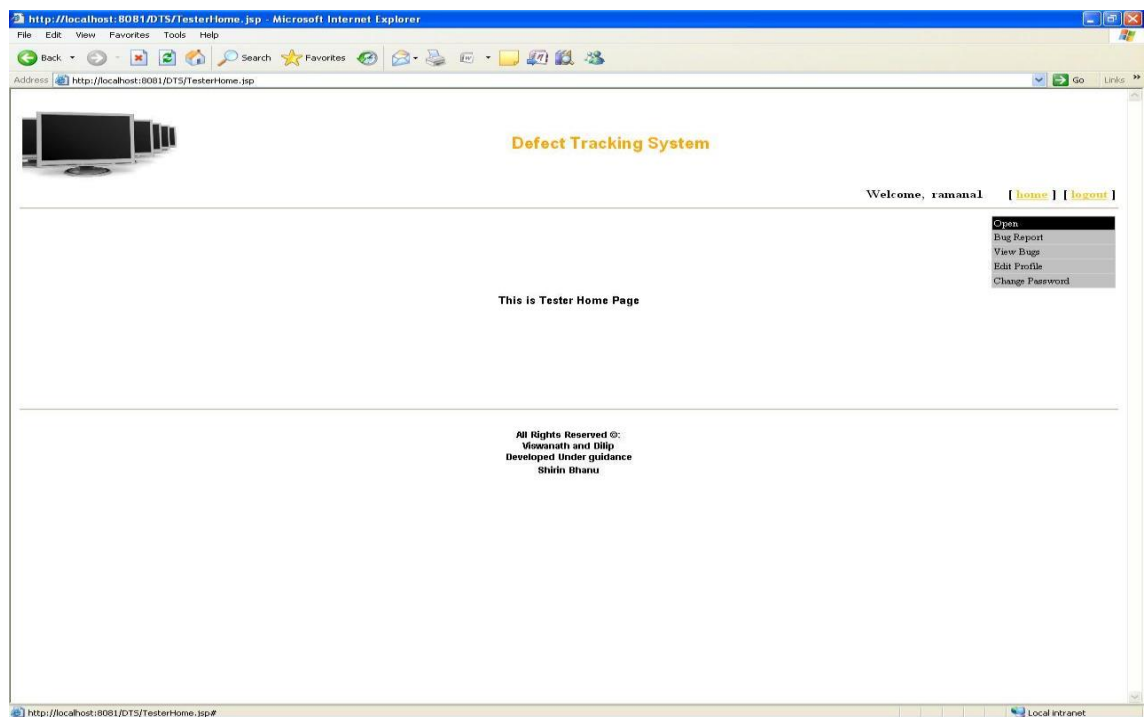 http://localhost:8081/DTS/TesterHome.jsp - Microsoft Internet Explorer
File Edit View Favorites Tools Help
Back Search Favorites
Address http://localhost:8081/DTS/TesterHome.jsp Go Links »
Defect Tracking System
Welcome, ramana1 [ home ] [ logout ]
Open
Bug Report
View Bugs
Edit Profile
Change Password
This is Tester Home Page
All Rights Reserved ©:
Viswanath and Dilip
Developed Under guidance
Shirin Bhanu
http://localhost:8081/DTS/TesterHome.jsp# Local intranet